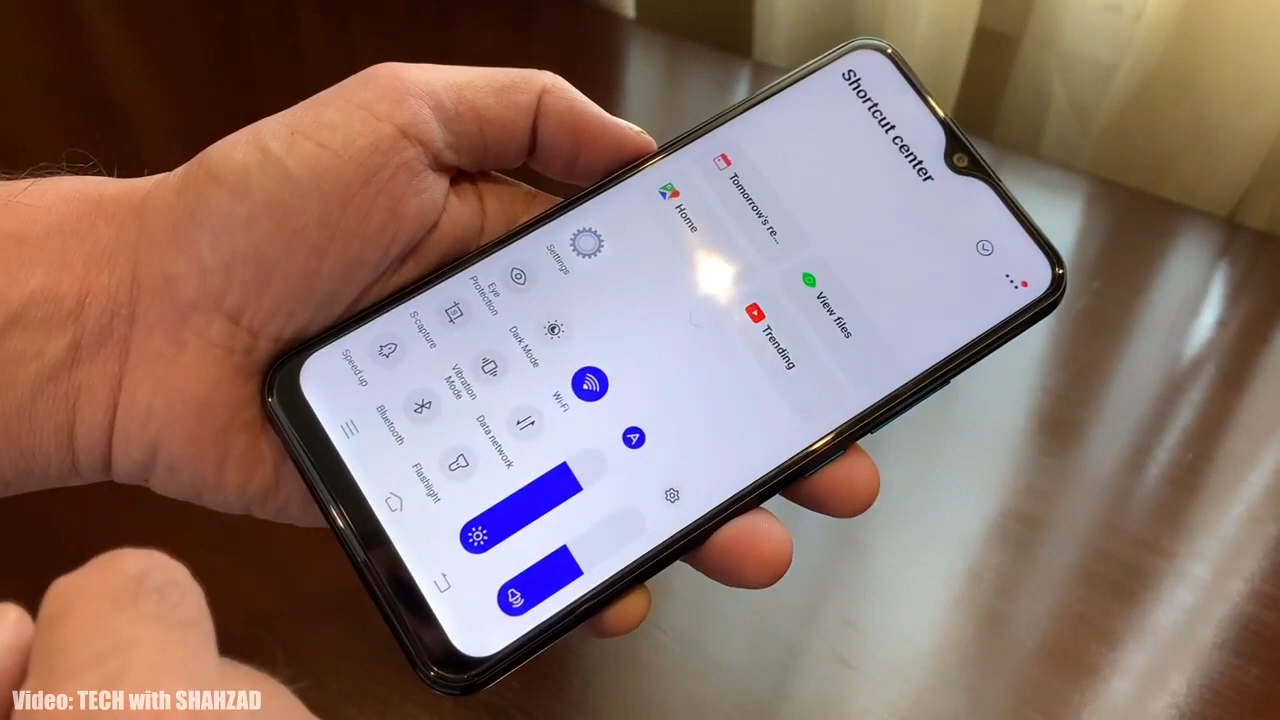 Shortcut center
Tomorrow's re...
View files
Home
Trending
Settings
Eye
Protection
Dark Mode
Wi-Fi
A
S-capture
Vibration
Mode
Data network
Speed up
Bluetooth
Flashlight
Video: TECH with SHAHZAD